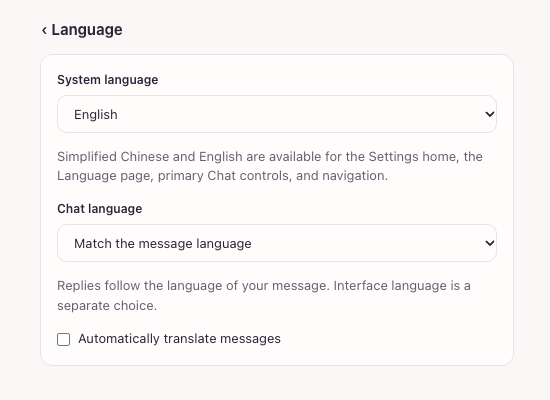 ‹ Language
System language
English
Simplified Chinese and English are available for the Settings home, the
Language page, primary Chat controls, and navigation.
Chat language
Match the message language
Replies follow the language of your message. Interface language is a
separate choice.
Automatically translate messages